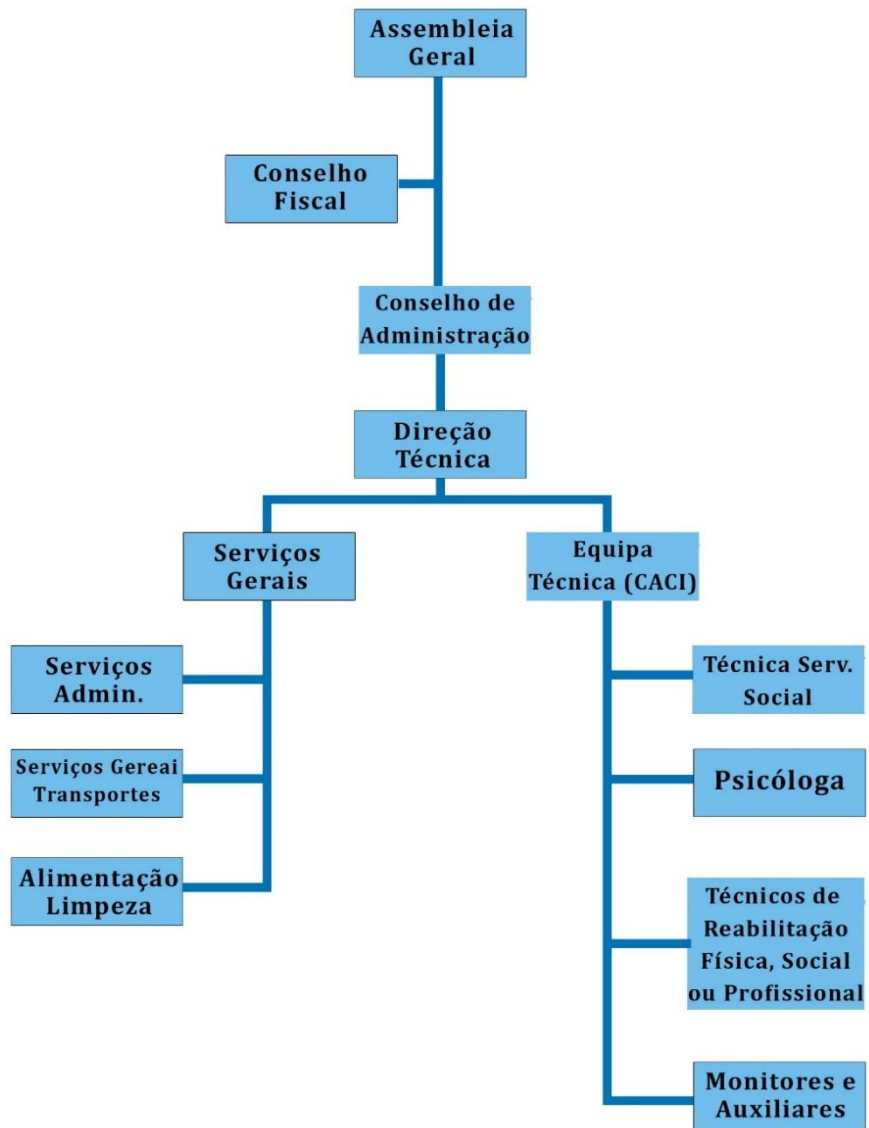 Assembleia
Geral
Conselho
Fiscal
Conselho de
Administração
Direção
Técnica
Serviços
Gerais
Equipa
Técnica (CACI)
Serviços
Admin.
Técnica Serv.
Social
Serviços Gereai
Transportes
Psicóloga
Alimentação
Limpeza
Técnicos de
Reabilitação
Física, Social
ou Profissional
Monitores e
Auxiliares